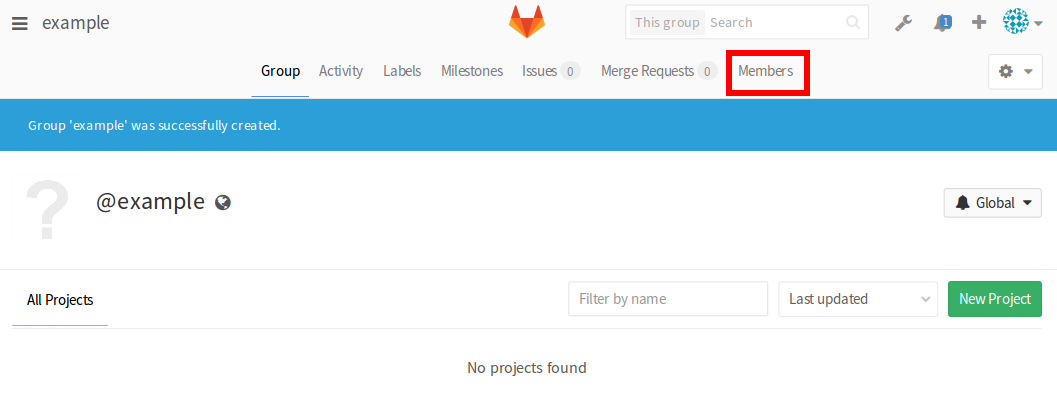 example
This group Search
1
Group Activity Labels Milestones Issues 0 Merge Requests 0 Members
Group 'example' was successfully created.
?
@example
Global
All Projects
Filter by name
Last updated
New Project
No projects found